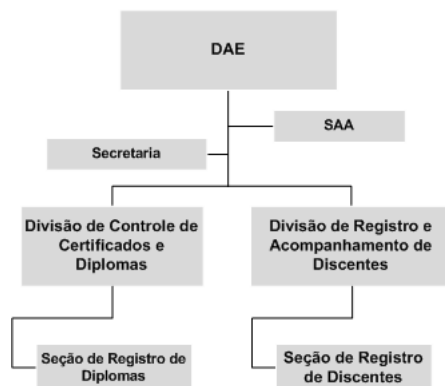 DAE
SAA
Secretaria
Divisão de Controle de
Certificados e
Diplomas
Divisão de Registro e
Acompanhamento de
Discentes
Seção de Registro de
Diplomas
Seção de Registro
de Discentes